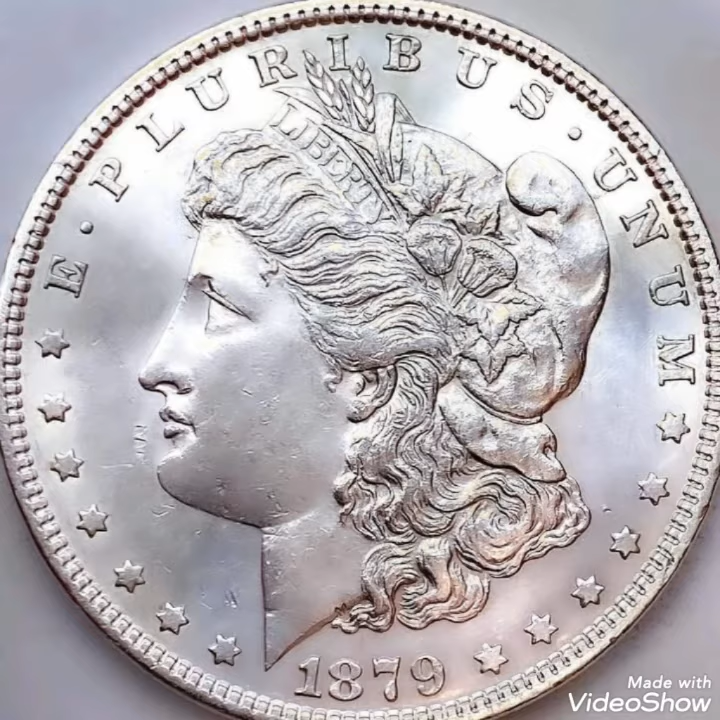 E · PLURIBUS · UNUM
LIBERTY
1879
Made with
VideoShow